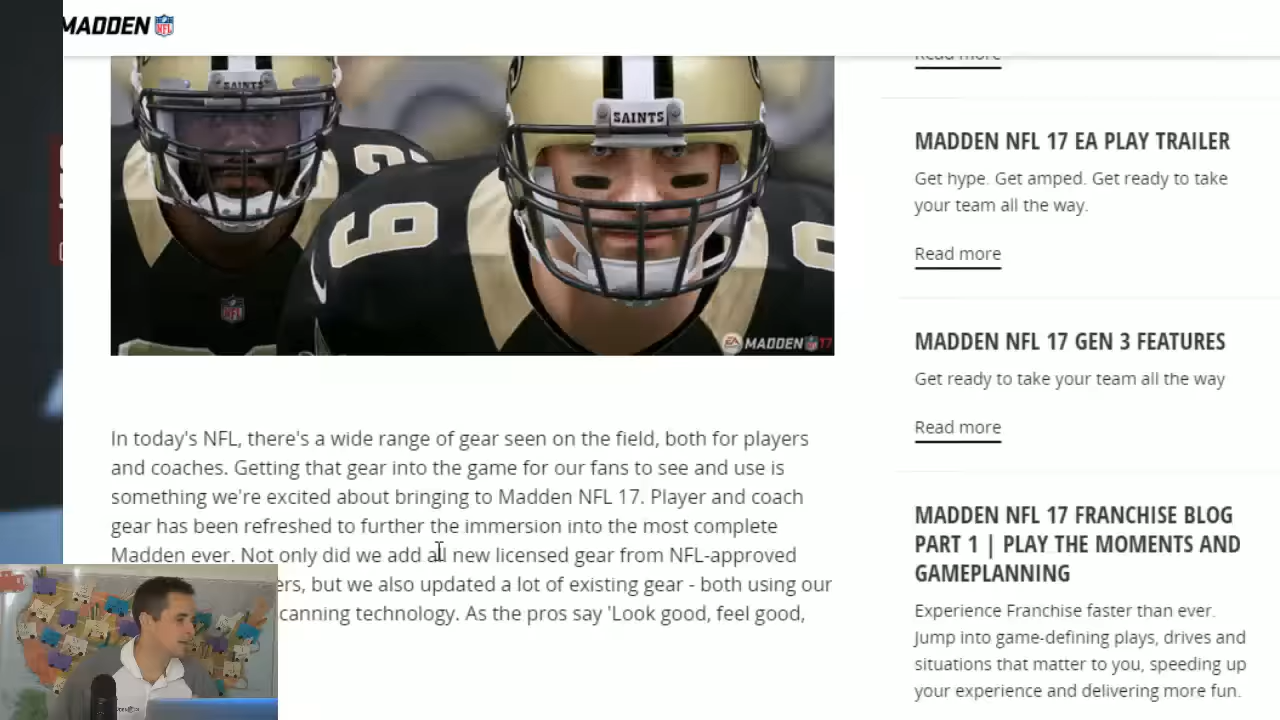 MADDEN NFL
SAINTS
SAINTS
9
NFL
EA MADDEN NFL 17
In today's NFL, there's a wide range of gear seen on the field, both for players
and coaches. Getting that gear into the game for our fans to see and use is
something we're excited about bringing to Madden NFL 17. Player and coach
gear has been refreshed to further the immersion into the most complete
Madden ever. Not only did we add all new licensed gear from NFL-approved
ers, but we also updated a lot of existing gear - both using our
canning technology. As the pros say 'Look good, feel good,
Read more
MADDEN NFL 17 EA PLAY TRAILER
Get hype. Get amped. Get ready to take
your team all the way.
Read more
MADDEN NFL 17 GEN 3 FEATURES
Get ready to take your team all the way
Read more
MADDEN NFL 17 FRANCHISE BLOG
PART 1 | PLAY THE MOMENTS AND
GAMEPLANNING
Experience Franchise faster than ever.
Jump into game-defining plays, drives and
situations that matter to you, speeding up
your experience and delivering more fun.